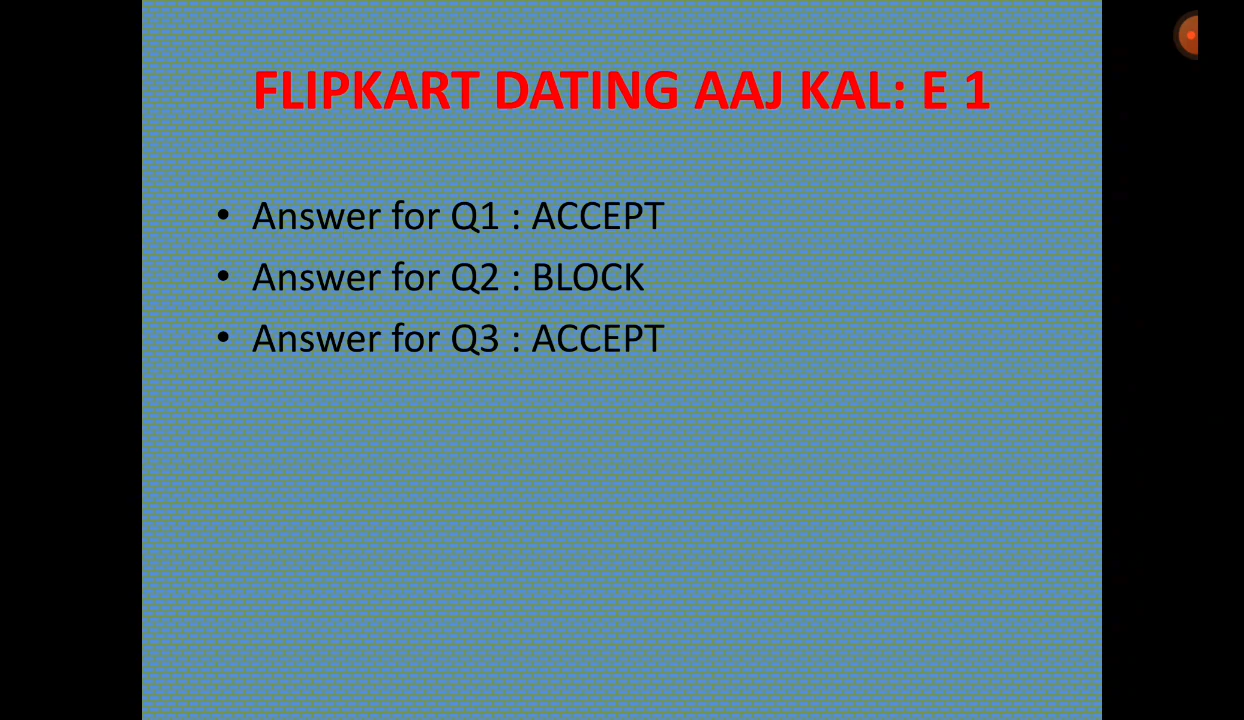 FLIPKART DATING AAJ KAL: E 1
• Answer for Q1 : ACCEPT
• Answer for Q2 : BLOCK
• Answer for Q3 : ACCEPT